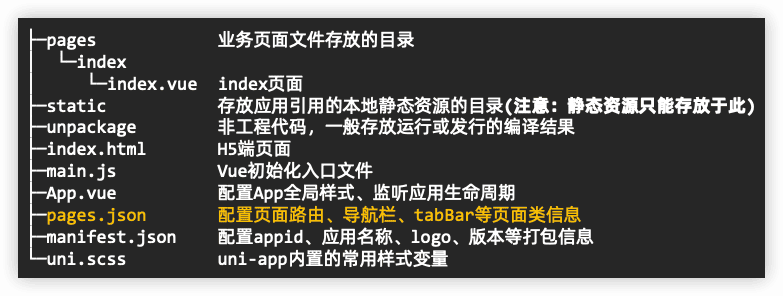 ├─pages 业务页面文件存放的目录
│ └─index
│ └─index.vue index页面
├─static 存放应用引用的本地静态资源的目录(注意：静态资源只能存放于此)
├─unpackage 非工程代码，一般存放运行或发行的编译结果
├─index.html H5端页面
├─main.js Vue初始化入口文件
├─App.vue 配置App全局样式、监听应用生命周期
├─pages.json 配置页面路由、导航栏、tabBar等页面类信息
├─manifest.json 配置appid、应用名称、logo、版本等打包信息
└─uni.scss uni-app内置的常用样式变量